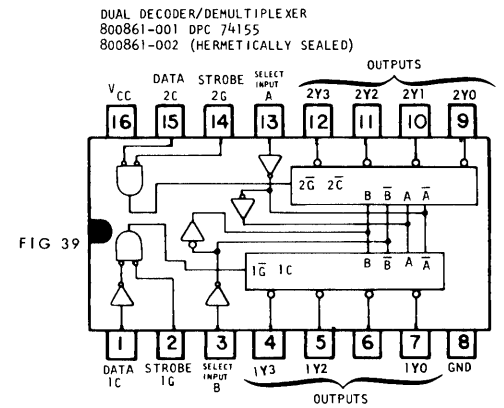 DUAL DECODER/DEMULTIPLEXER
800861-001 DPC 74155
800861-002 (HERMETICALLY SEALED)
OUTPUTS
VCC
DATA 2C
STROBE 2G
SELECT INPUT A
2Y3 2Y2 2Y1 2Y0
16 15 14 13 12 11 10 9
2G̅ 2C̅
B B̅ A A̅
FIG 39
B B̅ A A̅
1G̅ 1C
1 2 3 4 5 6 7 8
DATA 1C
STROBE 1G
SELECT INPUT B
1Y3 1Y2 1Y0 GND
OUTPUTS